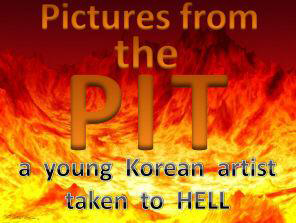 Pictures from
the
PIT
a young Korean artist
taken to HELL